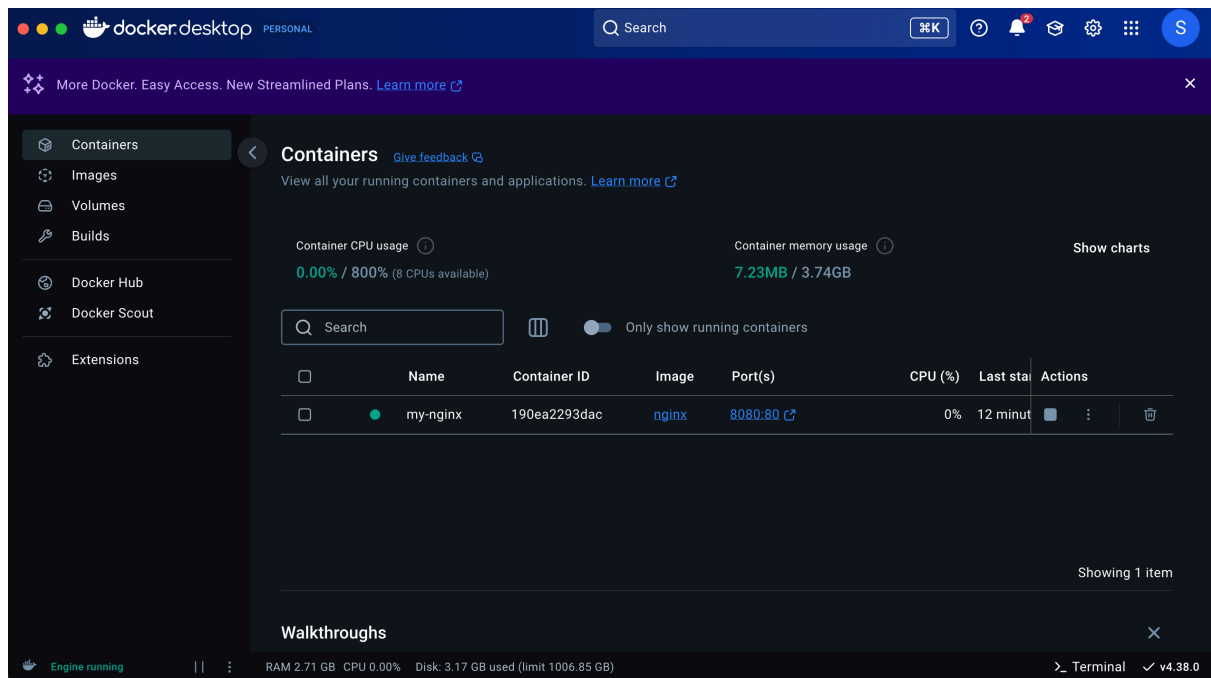 docker.desktop PERSONAL Search ⌘K 2 S
More Docker. Easy Access. New Streamlined Plans. Learn more
Containers
Images
Volumes
Builds
Docker Hub
Docker Scout
Extensions
Containers Give feedback
View all your running containers and applications. Learn more
Container CPU usage
0.00% / 800% (8 CPUs available)
Container memory usage
7.23MB / 3.74GB
Show charts
Search Only show running containers
Name Container ID Image Port(s) CPU (%) Last sta Actions
my-nginx 190ea2293dac nginx 8080:80 0% 12 minut
Showing 1 item
Walkthroughs
Engine running RAM 2.71 GB CPU 0.00% Disk: 3.17 GB used (limit 1006.85 GB) >_ Terminal v4.38.0